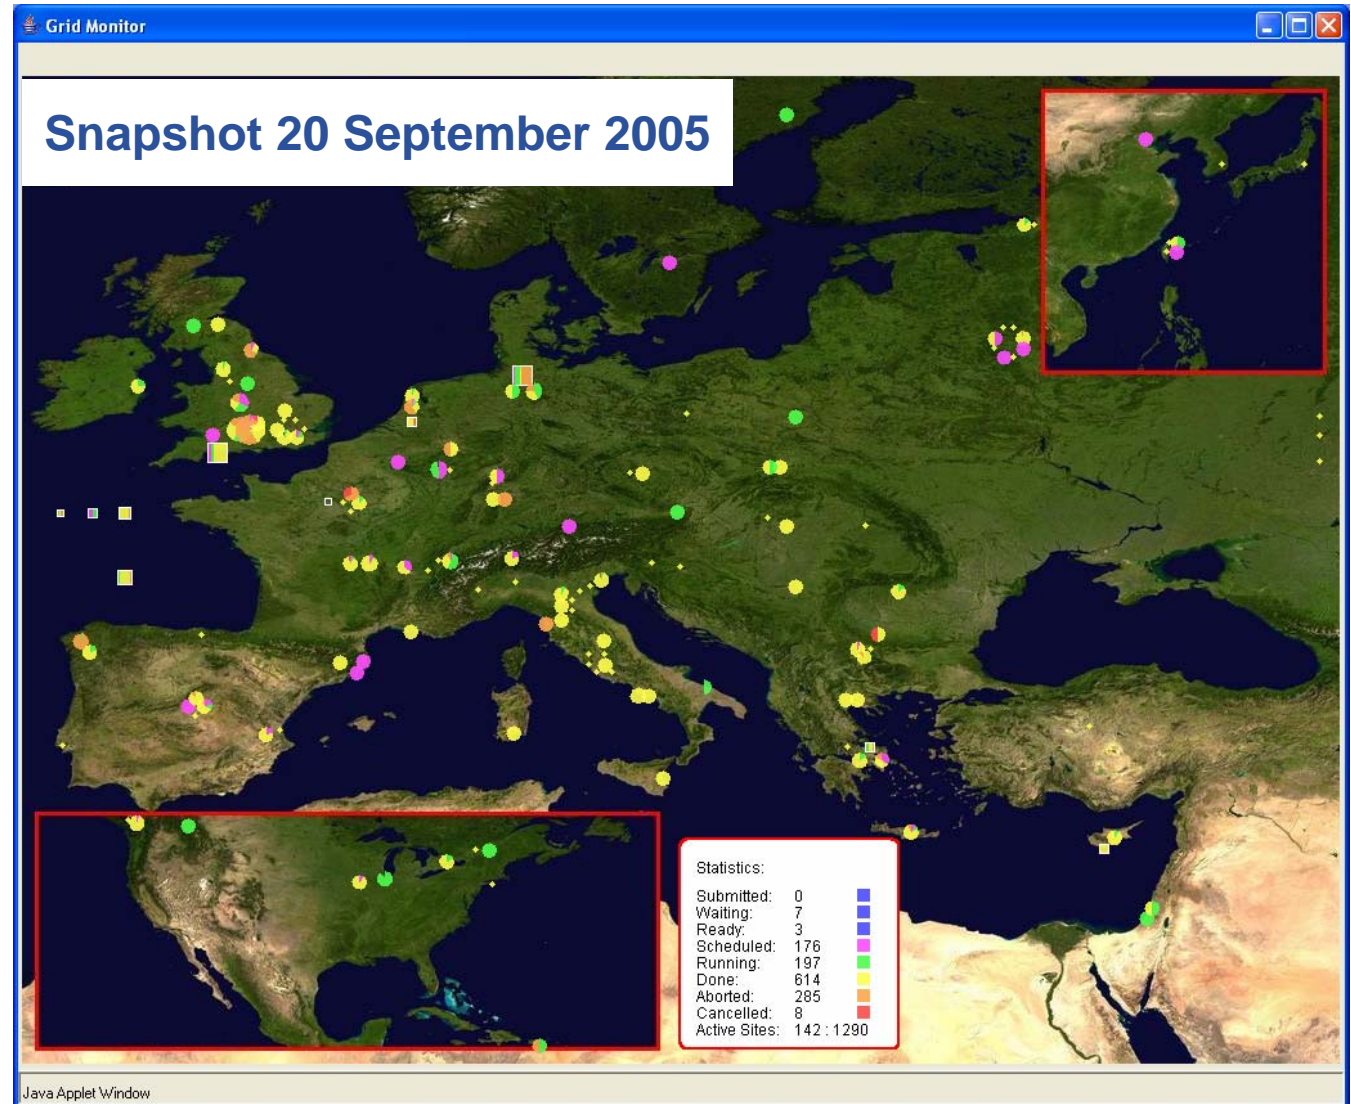 Grid Monitor
Snapshot 20 September 2005
Statistics:
Submitted: 0
Waiting: 7
Ready: 3
Scheduled: 176
Running: 197
Done: 614
Aborted: 285
Cancelled: 8
Active Sites: 142 : 1290
Java Applet Window